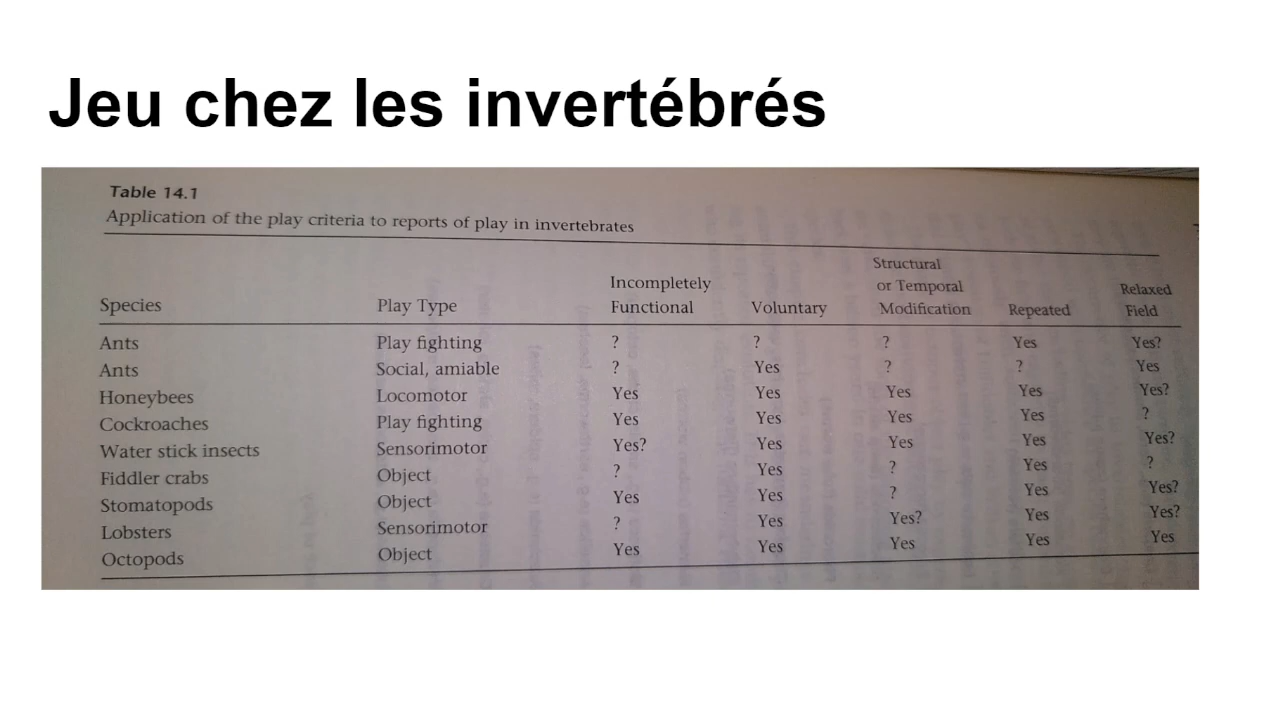 Jeu chez les invertébrés
Table 14.1
Application of the play criteria to reports of play in invertebrates
Species Play Type Incompletely Functional Voluntary Structural or Temporal Modification Repeated Relaxed Field
Ants Play fighting ? ? ? Yes Yes?
Ants Social, amiable ? Yes ? ? Yes
Honeybees Locomotor Yes Yes Yes Yes Yes?
Cockroaches Play fighting Yes Yes Yes Yes ?
Water stick insects Sensorimotor Yes? Yes Yes Yes Yes?
Fiddler crabs Object ? Yes ? Yes ?
Stomatopods Object Yes Yes ? Yes Yes?
Lobsters Sensorimotor ? Yes Yes? Yes Yes?
Octopods Object Yes Yes Yes Yes Yes